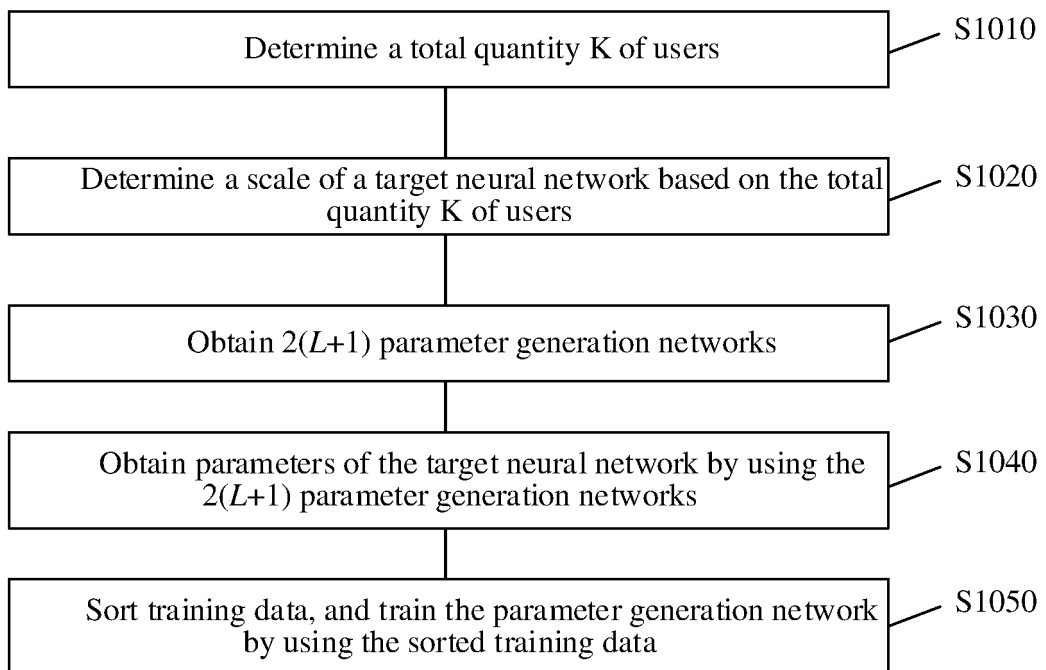 Determine a total quantity K of users
S1010
Determine a scale of a target neural network based on the total
quantity K of users
S1020
Obtain 2(L+1) parameter generation networks
S1030
Obtain parameters of the target neural network by using the
2(L+1) parameter generation networks
S1040
Sort training data, and train the parameter generation network
by using the sorted training data
S1050